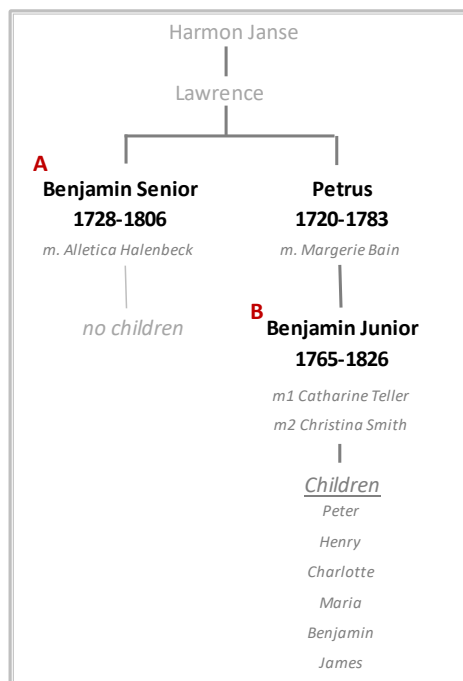 Harmon Janse
Lawrence
A
Benjamin Senior
1728-1806
m. Alletica Halenbeck
no children
Petrus
1720-1783
m. Margerie Bain
B
Benjamin Junior
1765-1826
m1 Catharine Teller
m2 Christina Smith
Children
Peter
Henry
Charlotte
Maria
Benjamin
James